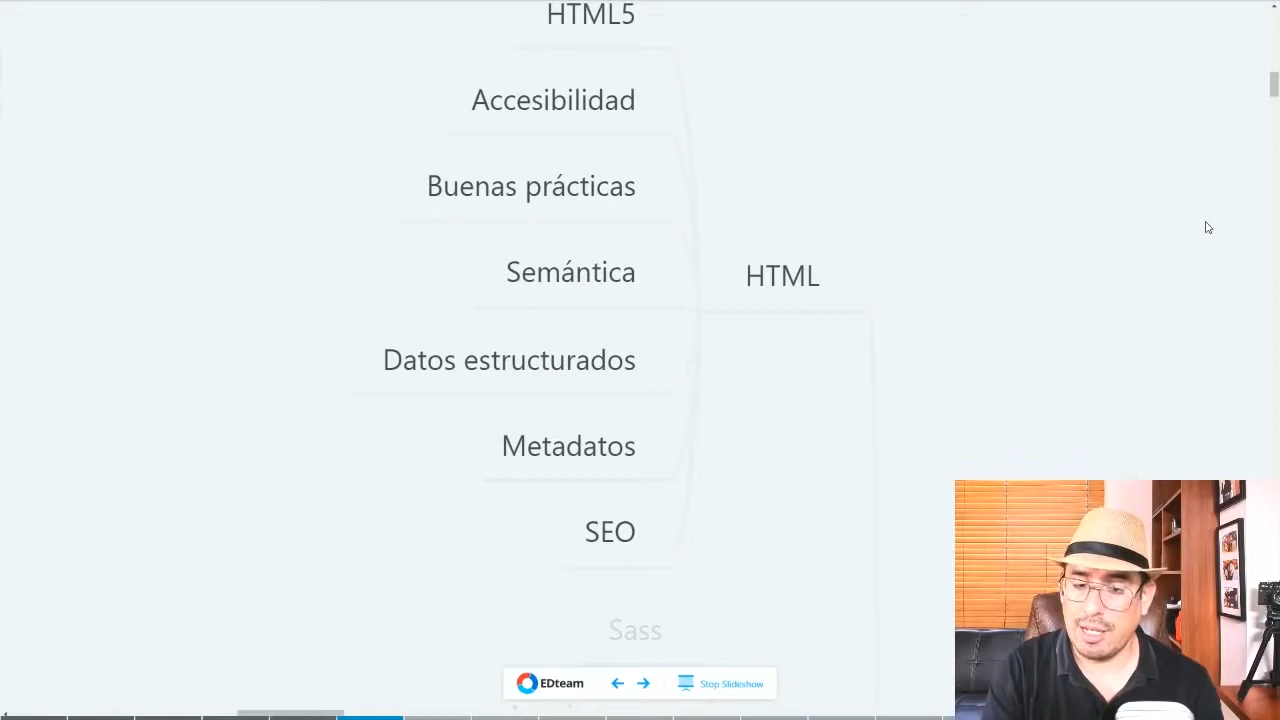 HTML5
Accesibilidad
Buenas prácticas
Semántica
HTML
Datos estructurados
Metadatos
SEO
Sass
EDteam
Stop Slideshow